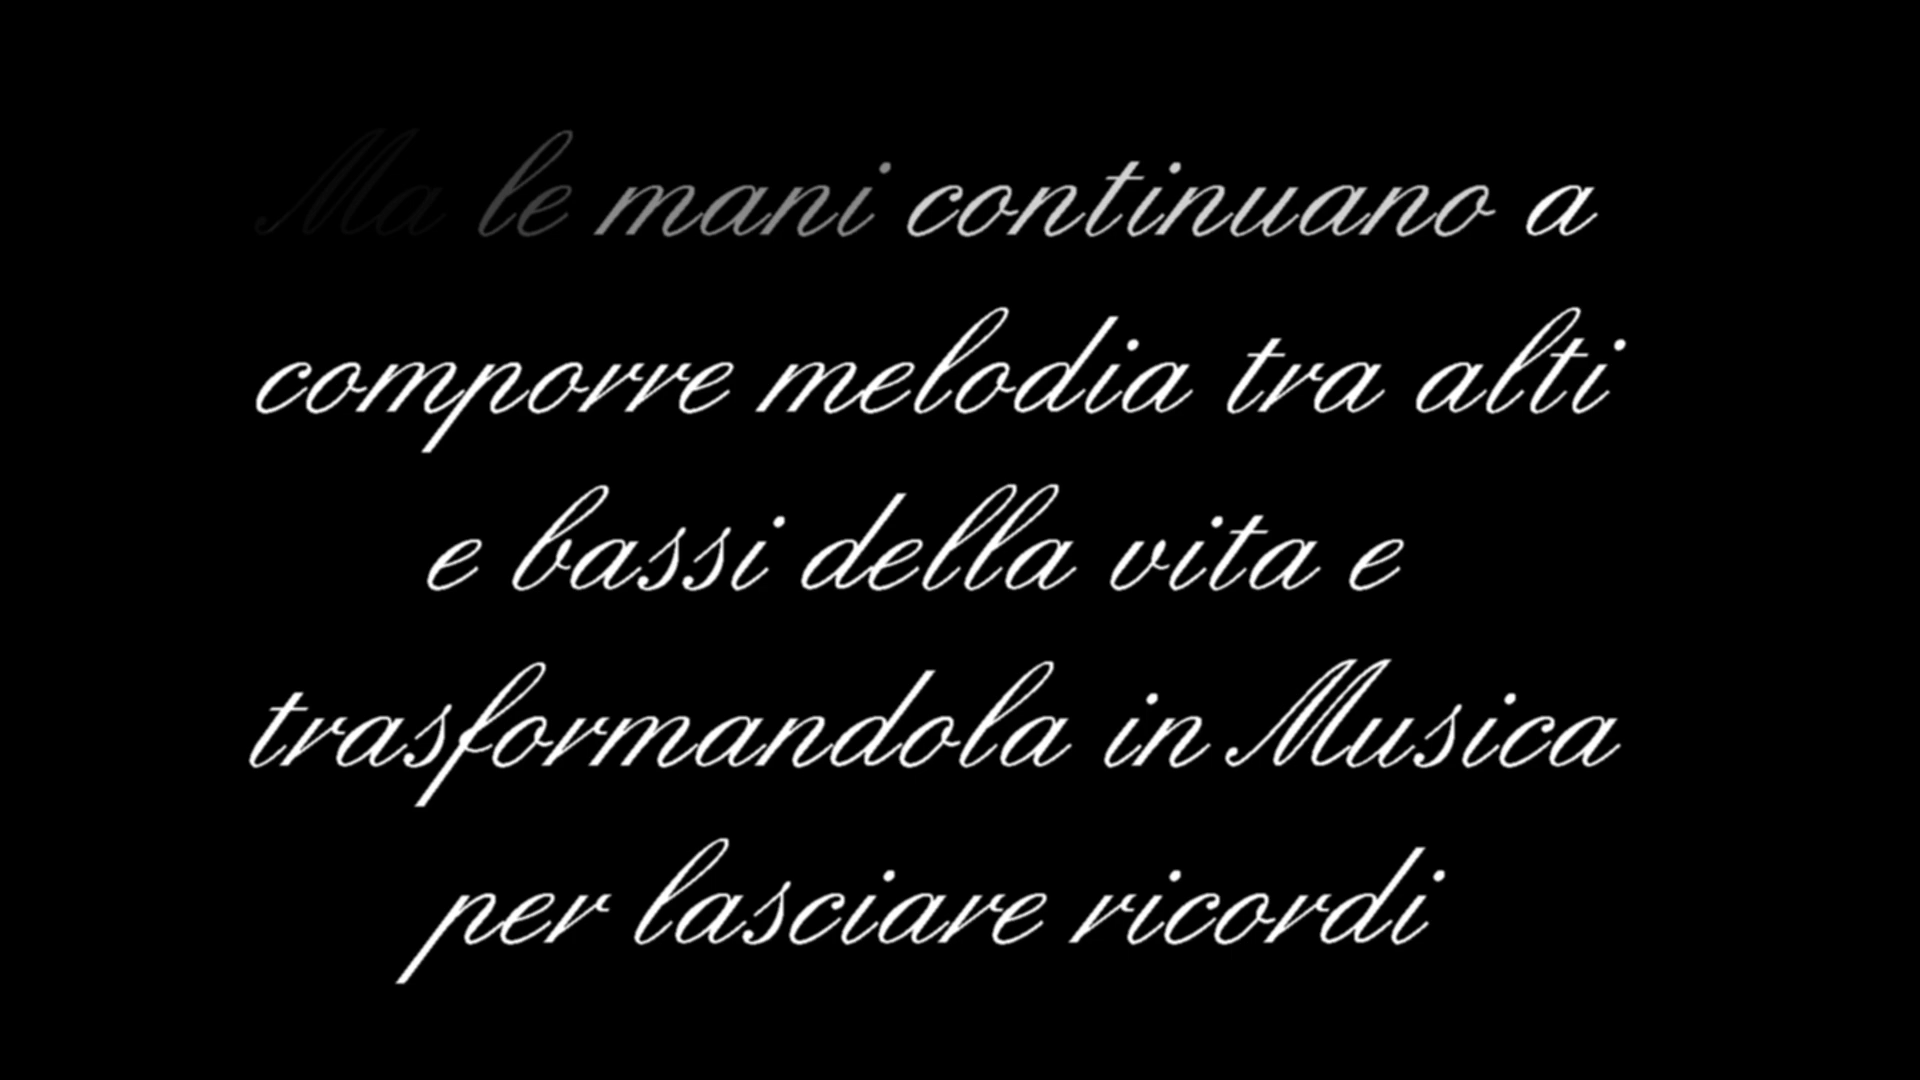 Ma le mani continuano a
comporre melodia tra alti
e bassi della vita e
trasformandola in Musica
per lasciare ricordi